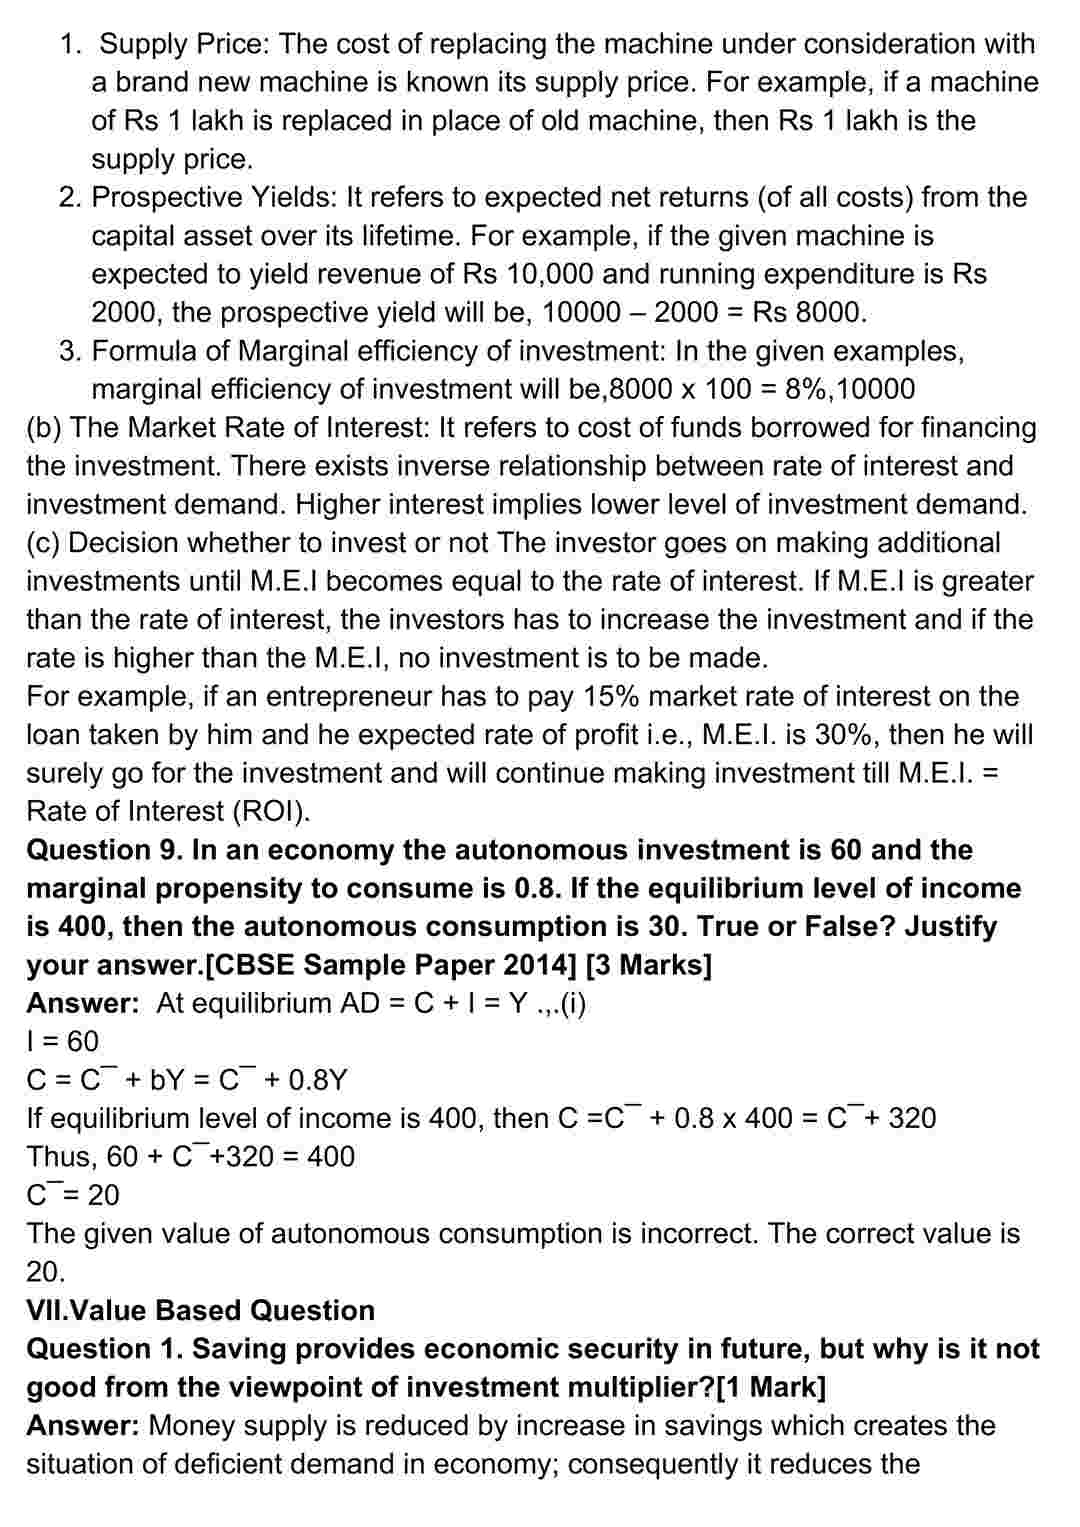 1. Supply Price: The cost of replacing the machine under consideration with
a brand new machine is known its supply price. For example, if a machine
of Rs 1 lakh is replaced in place of old machine, then Rs 1 lakh is the
supply price.
2. Prospective Yields: It refers to expected net returns (of all costs) from the
capital asset over its lifetime. For example, if the given machine is
expected to yield revenue of Rs 10,000 and running expenditure is Rs
2000, the prospective yield will be, 10000 – 2000 = Rs 8000.
3. Formula of Marginal efficiency of investment: In the given examples,
marginal efficiency of investment will be,8000 x 100 = 8%,10000
(b) The Market Rate of Interest: It refers to cost of funds borrowed for financing
the investment. There exists inverse relationship between rate of interest and
investment demand. Higher interest implies lower level of investment demand.
(c) Decision whether to invest or not The investor goes on making additional
investments until M.E.I becomes equal to the rate of interest. If M.E.I is greater
than the rate of interest, the investors has to increase the investment and if the
rate is higher than the M.E.I, no investment is to be made.
For example, if an entrepreneur has to pay 15% market rate of interest on the
loan taken by him and he expected rate of profit i.e., M.E.I. is 30%, then he will
surely go for the investment and will continue making investment till M.E.I. =
Rate of Interest (ROI).
Question 9. In an economy the autonomous investment is 60 and the
marginal propensity to consume is 0.8. If the equilibrium level of income
is 400, then the autonomous consumption is 30. True or False? Justify
your answer.[CBSE Sample Paper 2014] [3 Marks]
Answer: At equilibrium AD = C + I = Y .,.(i)
I = 60
C = C¯ + bY = C¯ + 0.8Y
If equilibrium level of income is 400, then C =C¯ + 0.8 x 400 = C¯+ 320
Thus, 60 + C¯+320 = 400
C¯= 20
The given value of autonomous consumption is incorrect. The correct value is
20.
VII.Value Based Question
Question 1. Saving provides economic security in future, but why is it not
good from the viewpoint of investment multiplier?[1 Mark]
Answer: Money supply is reduced by increase in savings which creates the
situation of deficient demand in economy; consequently it reduces the